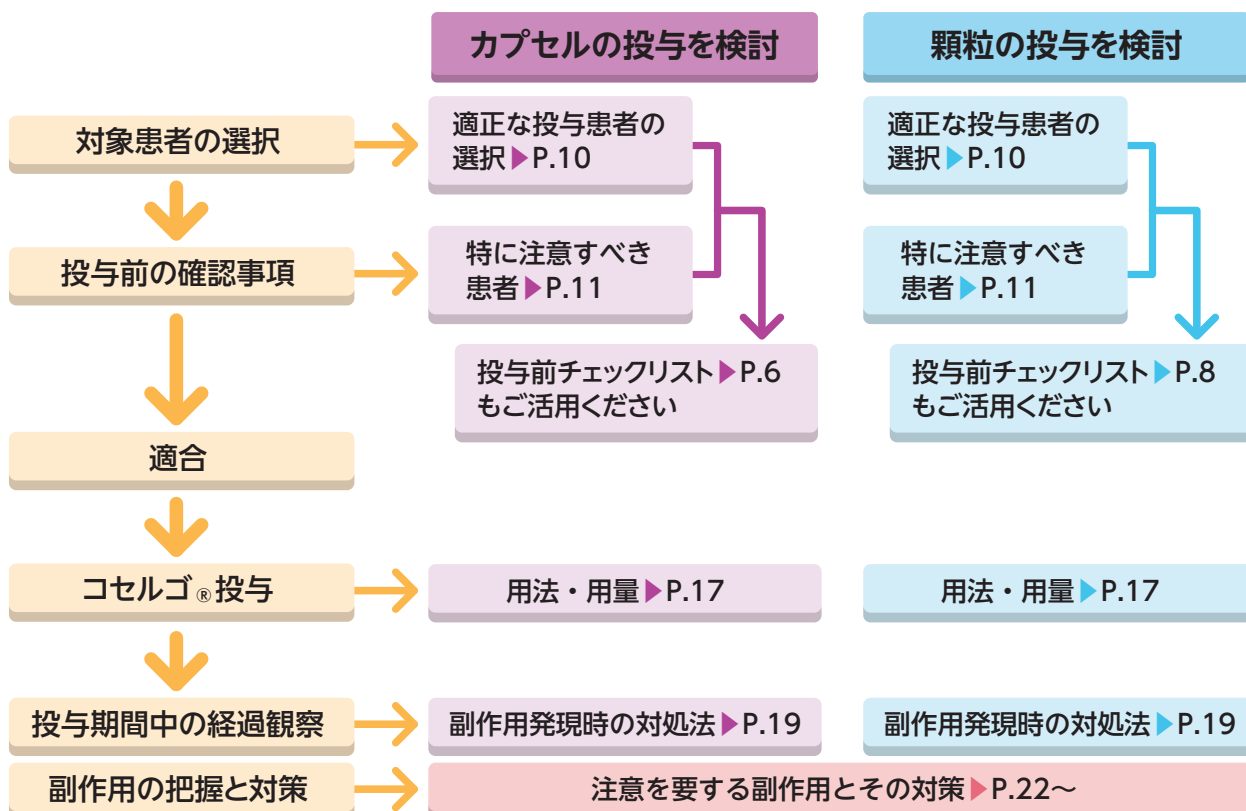 カプセルの投与を検討
顆粒の投与を検討
対象患者の選択
適正な投与患者の
選択▶P.10
適正な投与患者の
選択▶P.10
投与前の確認事項
特に注意すべき
患者▶P.11
特に注意すべき
患者▶P.11
投与前チェックリスト▶P.6
もご活用ください
投与前チェックリスト▶P.8
もご活用ください
適合
コセルゴ®投与
用法・用量▶P.17
用法・用量▶P.17
投与期間中の経過観察
副作用発現時の対処法▶P.19
副作用発現時の対処法▶P.19
副作用の把握と対策
注意を要する副作用とその対策▶P.22～